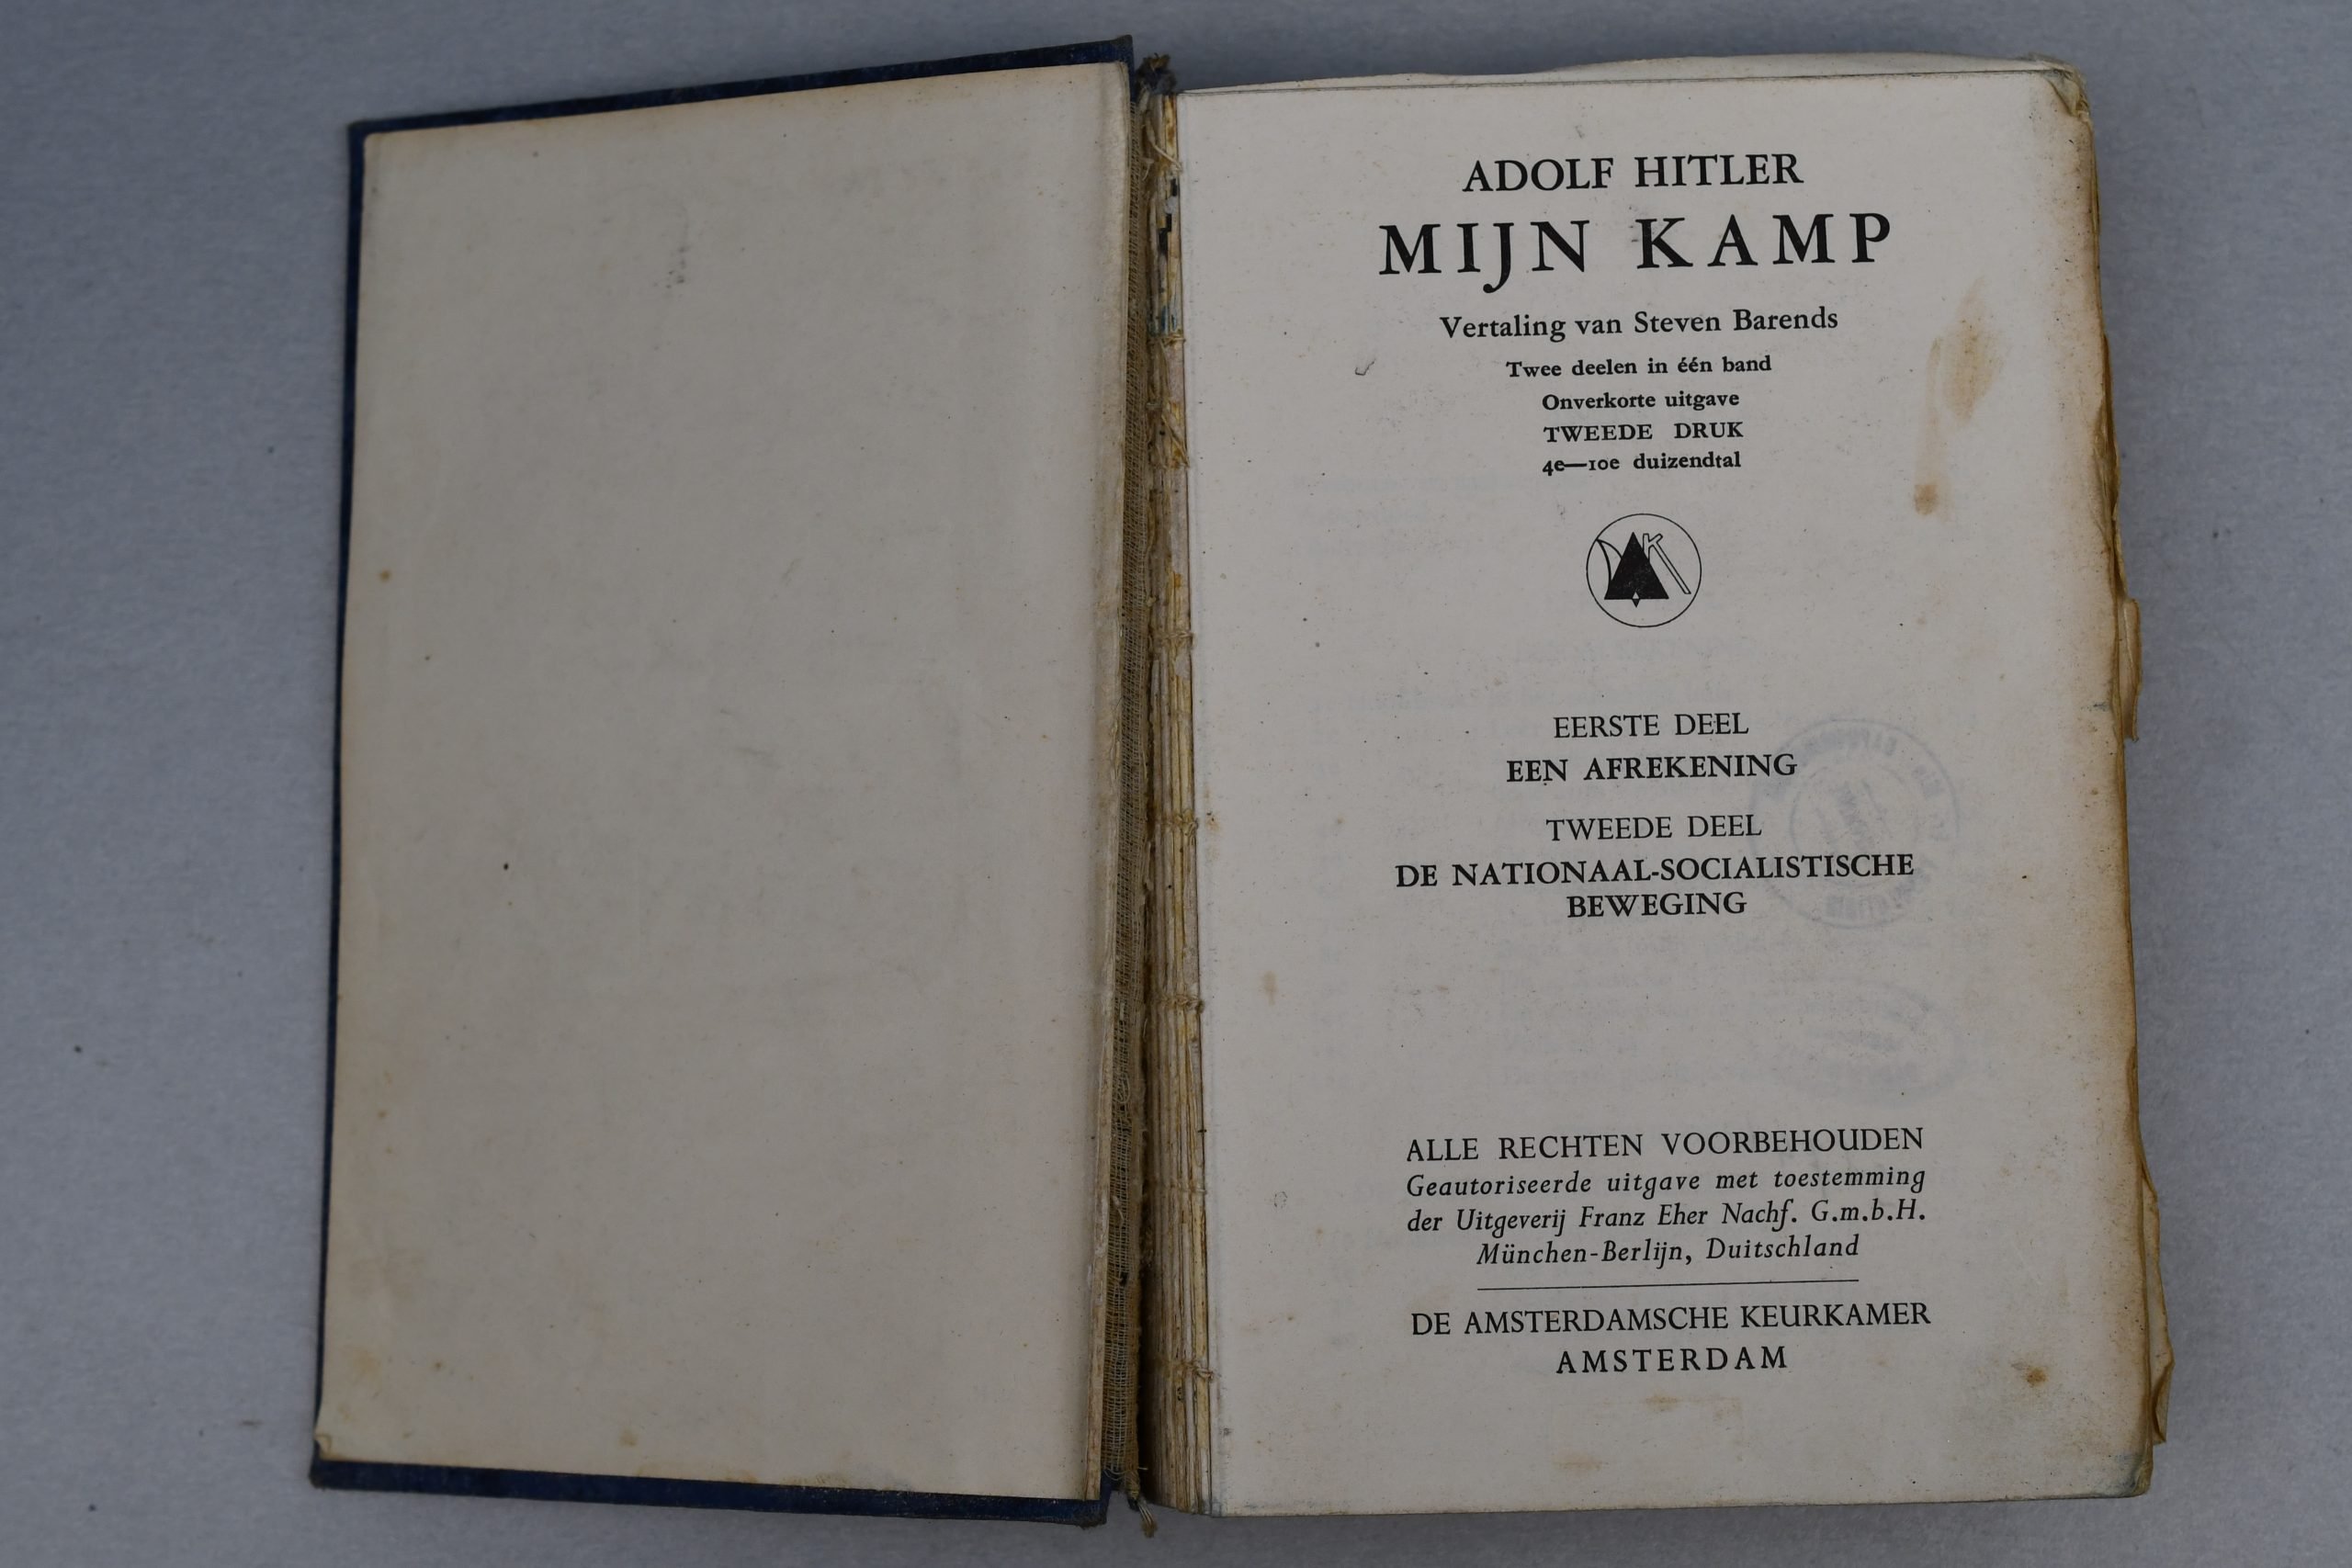 ADOLF HITLER
MIJN KAMP
Vertaling van Steven Barends
Twee deelen in één band
Onverkorte uitgave
TWEEDE DRUK
4e—10e duizendtal
K
EERSTE DEEL
EEN AFREKENING
TWEEDE DEEL
DE NATIONAAL-SOCIALISTISCHE
BEWEGING
ALLE RECHTEN VOORBEHOUDEN
Geautoriseerde uitgave met toestemming
der Uitgeverij Franz Eher Nachf. G.m.b.H.
München-Berlijn, Duitschland
DE AMSTERDAMSCHE KEURKAMER
AMSTERDAM